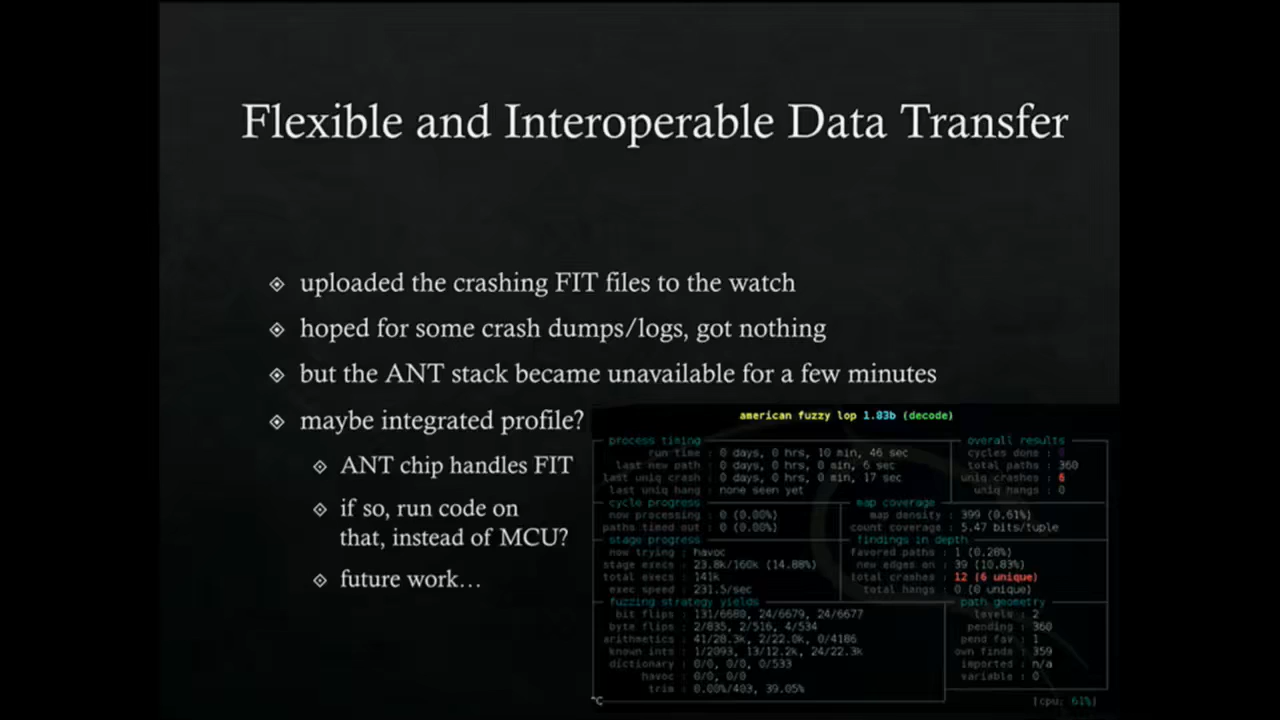 Flexible and Interoperable Data Transfer
uploaded the crashing FIT files to the watch
hoped for some crash dumps/logs, got nothing
but the ANT stack became unavailable for a few minutes
maybe integrated profile?
ANT chip handles FIT
if so, run code on
that, instead of MCU?
future work…
american fuzzy lop 1.83b (decode)
process timing
run time : 0 days, 0 hrs, 10 min, 46 sec
last new path : 0 days, 0 hrs, 0 min, 6 sec
last uniq crash : 0 days, 0 hrs, 0 min, 17 sec
last uniq hang : none seen yet
overall results
cycles done : 0
total paths : 360
uniq crashes : 6
uniq hangs : 0
cycle progress
now processing : 0 (0.00%)
paths timed out : 0 (0.00%)
map coverage
map density : 399 (0.61%)
count coverage : 5.47 bits/tuple
stage progress
now trying : havoc
stage execs : 23.8k/160k (14.88%)
total execs : 141k
exec speed : 231.5/sec
findings in depth
favored paths : 1 (0.28%)
new edges on : 39 (10.83%)
total crashes : 12 (6 unique)
total hangs : 0 (0 unique)
fuzzing strategy yields
bit flips : 131/6680, 24/6679, 24/6677
byte flips : 2/835, 2/516, 4/534
arithmetics : 41/28.3k, 2/22.0k, 0/4186
known ints : 1/2093, 13/12.2k, 24/22.3k
dictionary : 0/0, 0/0, 0/533
havoc : 0/0, 0/0
trim : 0.00%/403, 39.05%
path geometry
levels : 2
pending : 360
pend fav : 1
own finds : 359
imported : n/a
variable : 0
^C
[cpu: 61%]